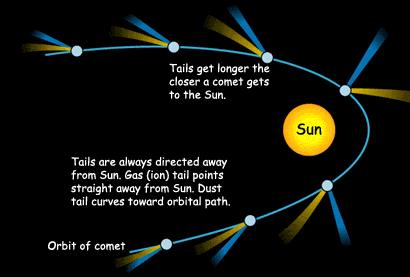 Tails get longer the
closer a comet gets
to the Sun.
Sun
Tails are always directed away
from Sun. Gas (ion) tail points
straight away from Sun. Dust
tail curves toward orbital path.
Orbit of comet